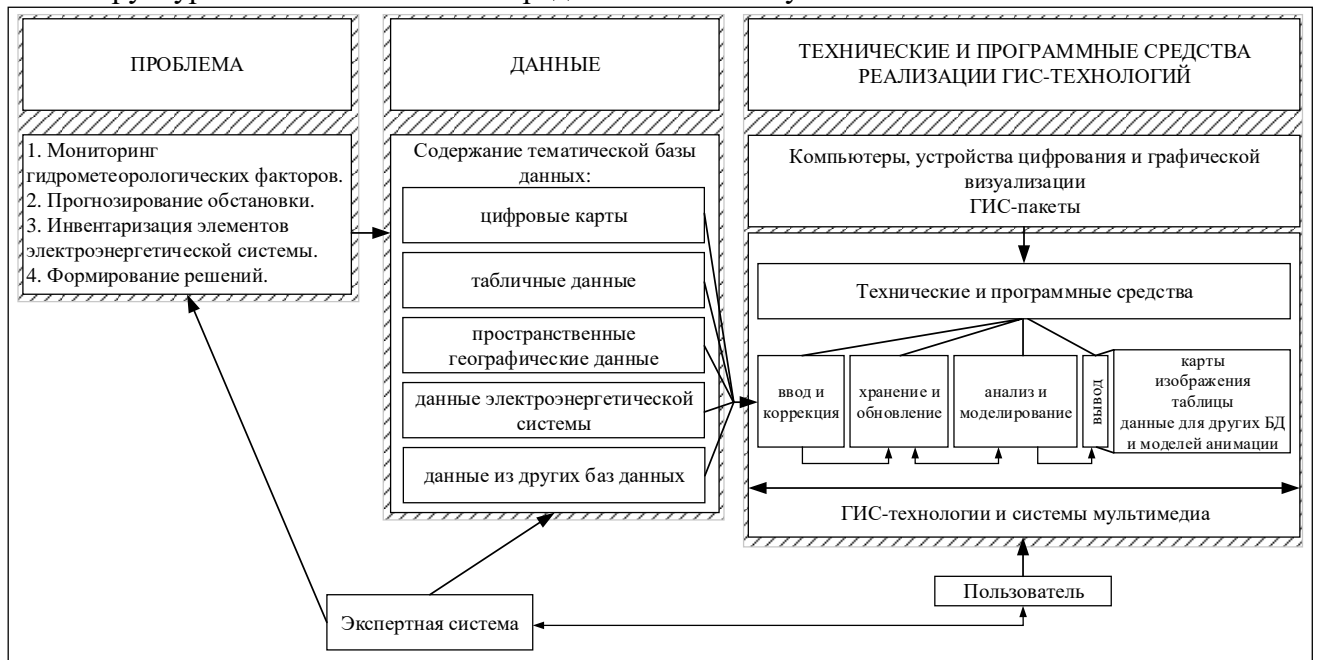 ПРОБЛЕМА
1. Мониторинг
гидрометеорологических факторов.
2. Прогнозирование обстановки.
3. Инвентаризация элементов
электроэнергетической системы.
4. Формирование решений.
ДАННЫЕ
Содержание тематической базы
данных:
цифровые карты
табличные данные
пространственные
географические данные
данные электроэнергетической
системы
данные из других баз данных
ТЕХНИЧЕСКИЕ И ПРОГРАММНЫЕ СРЕДСТВА
РЕАЛИЗАЦИИ ГИС-ТЕХНОЛОГИЙ
Компьютеры, устройства цифрования и графической
визуализации
ГИС-пакеты
Технические и программные средства
ввод и
коррекция
хранение и
обновление
анализ и
моделирование
вывод
карты
изображения
таблицы
данные для других БД
и моделей анимации
ГИС-технологии и системы мультимедиа
Пользователь
Экспертная система